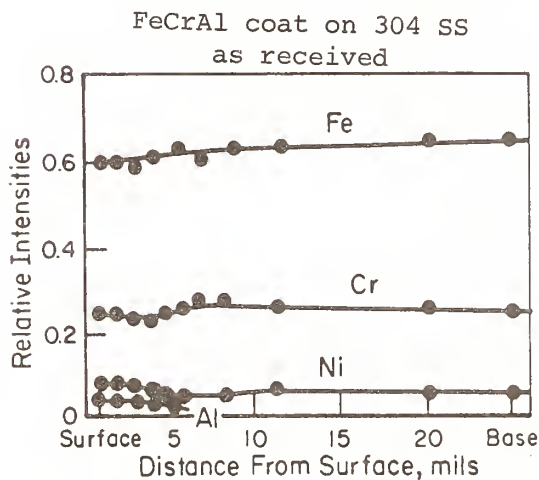 FeCrAl coat on 304 SS
as received
0.8
0.6
0.4
0.2
0
Relative Intensities
Fe
Cr
Ni
Al
Surface 5 10 15 20 Base
Distance From Surface, mils